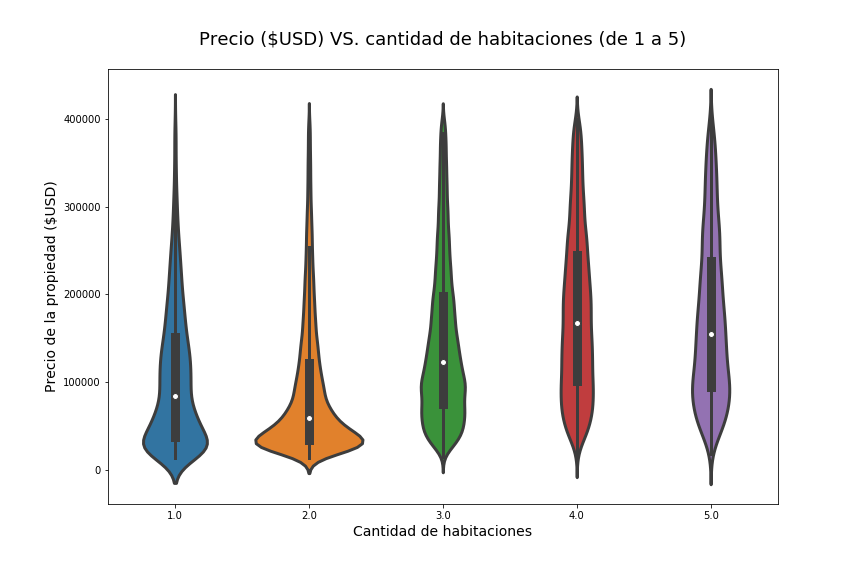 Precio ($USD) VS. cantidad de habitaciones (de 1 a 5)
Precio de la propiedad ($USD)
400000
300000
200000
100000
0
1.0 2.0 3.0 4.0 5.0
Cantidad de habitaciones